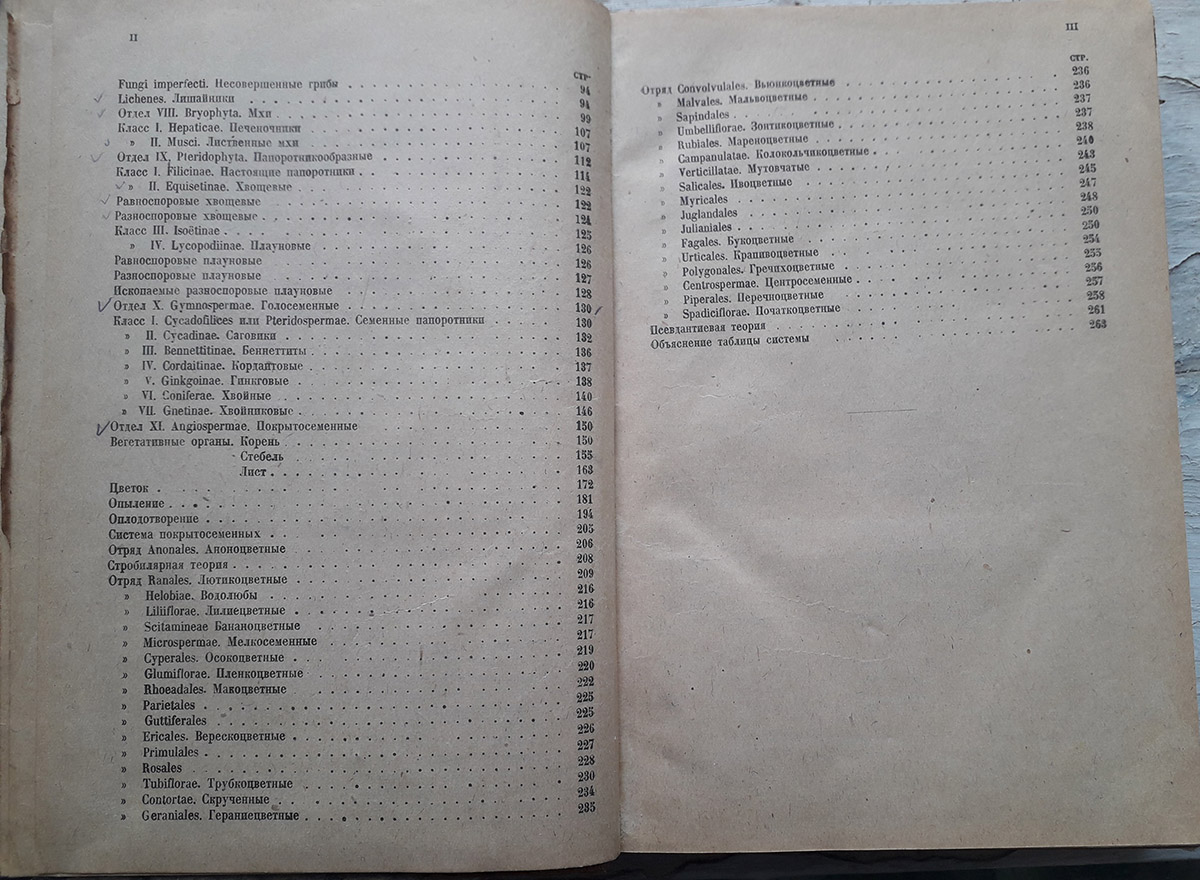 II
стр.
Fungi imperfecti. Несовершенные грибы 94
Lichenes. Лишайники 94
Отдел VIII. Bryophyta. Мхи 99
Класс I. Hepaticae. Печеночники 107
» II. Musci. Лиственные мхи 107
Отдел IX. Pteridophyta. Папоротникообразные 112
Класс I. Filicinae. Настоящие папоротники 114
» II. Equisetinae. Хвощевые 122
Равноспоровые хвощевые 122
Разноспоровые хвощевые 124
Класс III. Isoëtinae 125
» IV. Lycopodiinae. Плауновые 126
Равноспоровые плауновые 126
Разноспоровые плауновые 127
Ископаемые разноспоровые плауновые 128
Отдел X. Gymnospermae. Голосеменные 130
Класс I. Cycadofilices или Pteridospermae. Семенные папоротники 130
» II. Cycadinae. Саговики 132
» III. Bennettitinae. Беннеттиты 136
» IV. Cordaitinae. Кордаитовые 137
» V. Ginkgoinae. Гинкговые 138
» VI. Coniferae. Хвойные 140
» VII. Gnetinae. Хвойниковые 146
Отдел XI. Angiospermae. Покрытосеменные 150
Вегетативные органы. Корень 150
Стебель 155
Лист 163
Цветок 172
Опыление 181
Оплодотворение 194
Система покрытосеменных 205
Отряд Anonales. Аноноцветные 206
Стробилярная теория 208
Отряд Ranales. Лютикоцветные 209
» Helobiae. Водолюбы 216
» Liliiflorae. Лилиецветные 216
» Scitamineae Бананоцветные 217
» Microspermae. Мелкосеменные 217
» Cyperales. Осокоцветные 219
» Glumiflorae. Пленкоцветные 220
» Rhoeadales. Макоцветные 222
» Parietales 225
» Guttiferales 225
» Ericales. Верескоцветные 226
» Primulales 227
» Rosales 228
» Tubiflorae. Трубкоцветные 230
» Contortae. Скрученные 234
» Geraniales. Гераниецветные 235
III
стр.
Отряд Convolvulales. Вьюнкоцветные 236
» Malvales. Мальвоцветные 236
» Sapindales 237
» Umbelliflorae. Зонтикоцветные 237
» Rubiales. Мареноцветные 238
» Campanulatae. Колокольчикоцветные 240
» Verticillatae. Мутовчатые 243
» Salicales. Ивоцветные 245
» Myricales 247
» Juglandales 248
» Julianiales 250
» Fagales. Букоцветные 250
» Urticales. Крапивоцветные 254
» Polygonales. Гречихоцветные 255
» Centrospermae. Центросеменные 256
» Piperales. Перечноцветные 257
» Spadiciflorae. Початкоцветные 258
Псевдантиевая теория 261
Объяснение таблицы системы 263